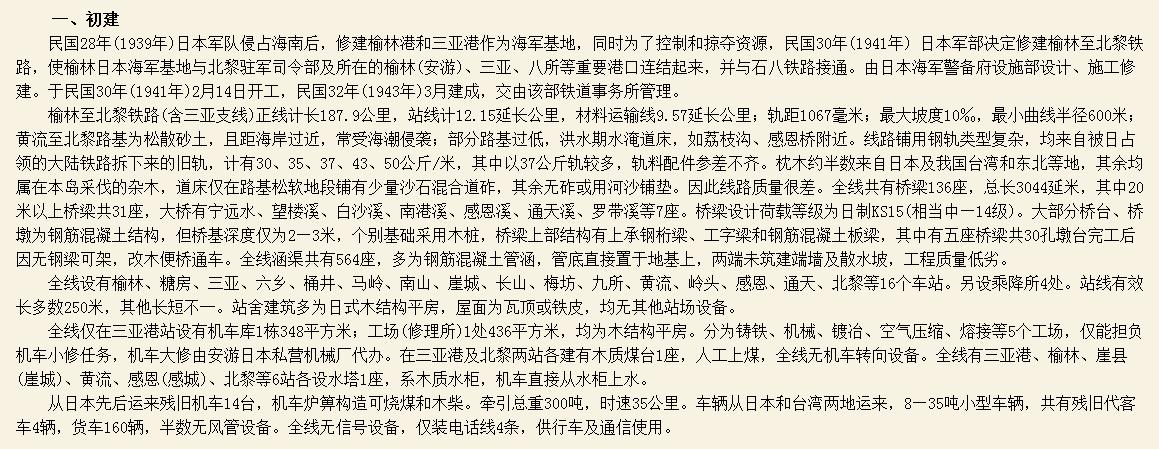 一、初建
民国28年(1939年)日本军队侵占海南后，修建榆林港和三亚港作为海军基地，同时为了控制和掠夺资源，民国30年(1941年) 日本军部决定修建榆林至北黎铁
路，使榆林日本海军基地与北黎驻军司令部及所在的榆林(安游)、三亚、八所等重要港口连结起来，并与石八铁路接通。由日本海军警备府设施部设计、施工修
建。于民国30年(1941年)2月14日开工，民国32年(1943年)3月建成，交由该部铁道事务所管理。
榆林至北黎铁路(含三亚支线)正线计长187.9公里，站线计12.15延长公里，材料运输线9.57延长公里；轨距1067毫米；最大坡度10‰，最小曲线半径600米；
黄流至北黎路基为松散砂土，且距海岸过近，常受海潮侵袭；部分路基过低，洪水期水淹道床，如荔枝沟、感恩桥附近。线路铺用钢轨类型复杂，均来自被日占
领的大陆铁路拆下来的旧轨，计有30、35、37、43、50公斤/米，其中以37公斤轨较多，轨料配件参差不齐。枕木约半数来自日本及我国台湾和东北等地，其余均
属在本岛采伐的杂木，道床仅在路基松软地段铺有少量沙石混合道砟，其余无砟或用河沙铺垫。因此线路质量很差。全线共有桥梁136座，总长3044延米，其中20
米以上桥梁共31座，大桥有宁远水、望楼溪、白沙溪、南港溪、感恩溪、通天溪、罗带溪等7座。桥梁设计荷载等级为日制KS15(相当中一14级)。大部分桥台、桥
墩为钢筋混凝土结构，但桥基深度仅为2一3米，个别基础采用木桩，桥梁上部结构有上承钢桁梁、工字梁和钢筋混凝土板梁，其中有五座桥梁共30孔墩台完工后
因无钢梁可架，改木便桥通车。全线涵渠共有564座，多为钢筋混凝土管涵，管底直接置于地基上，两端未筑建端墙及散水坡，工程质量低劣。
全线设有榆林、糖房、三亚、六乡、桶井、马岭、南山、崖城、长山、梅坊、九所、黄流、岭头、感恩、通天、北黎等16个车站。另设乘降所4处。站线有效
长多数250米，其他长短不一。站舍建筑多为日式木结构平房，屋面为瓦顶或铁皮，均无其他站场设备。
全线仅在三亚港站设有机车库1栋348平方米；工场(修理所)1处436平方米，均为木结构平房。分为铸铁、机械、镀冶、空气压缩、熔接等5个工场，仅能担负
机车小修任务，机车大修由安游日本私营机械厂代办。在三亚港及北黎两站各建有木质煤台1座，人工上煤，全线无机车转向设备。全线有三亚港、榆林、崖县
(崖城)、黄流、感恩(感城)、北黎等6站各设水塔1座，系木质水柜，机车直接从水柜上水。
从日本先后运来残旧机车14台，机车炉箅构造可烧煤和木柴。牵引总重300吨，时速35公里。车辆从日本和台湾两地运来，8一35吨小型车辆，共有残旧代客
车4辆，货车160辆，半数无风管设备。全线无信号设备，仅装电话线4条，供行车及通信使用。